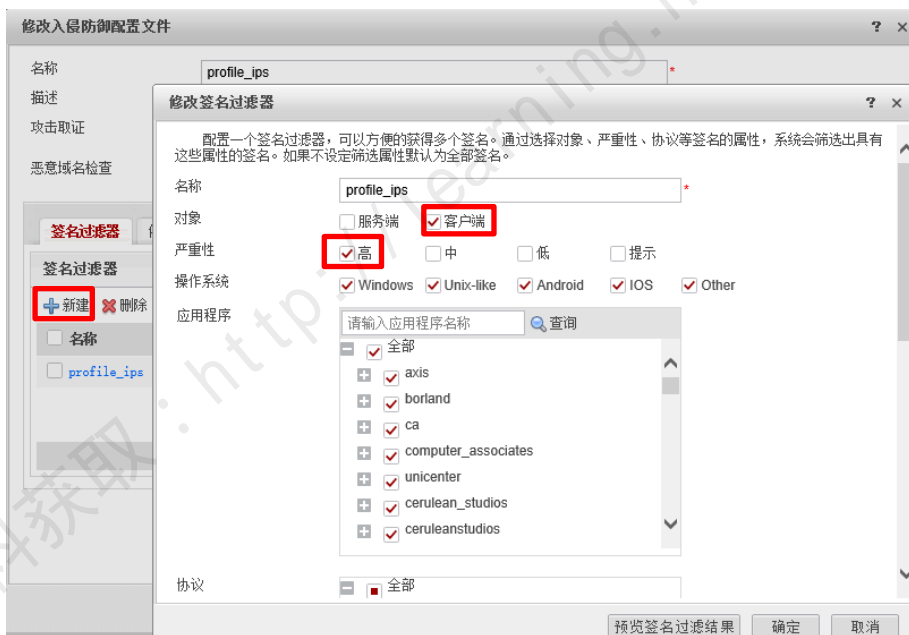 修改入侵防御配置文件
名称 profile_ips *
描述
攻击取证
恶意域名检查
签名过滤器
签名过滤器
新建 删除
名称
profile_ips
修改签名过滤器
配置一个签名过滤器，可以方便的获得多个签名。通过选择对象、严重性、协议等签名的属性，系统会筛选出具有
这些属性的签名。如果不设定筛选属性默认为全部签名。
名称 profile_ips *
对象 服务端 客户端
严重性 高 中 低 提示
操作系统 Windows Unix-like Android IOS Other
应用程序 请输入应用程序名称 查询
全部
axis
borland
ca
computer_associates
unicenter
cerulean_studios
ceruleanstudios
协议 全部
预览签名过滤结果 确定 取消
获取：http://learning.